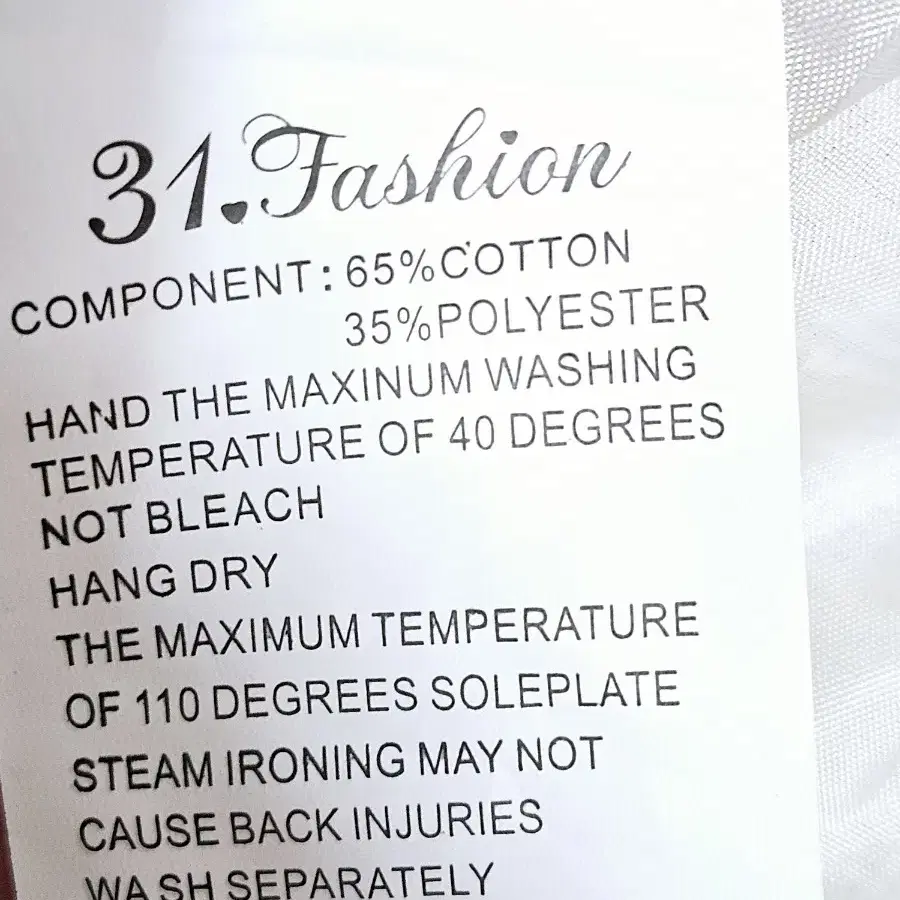 31.Fashion
COMPONENT: 65%COTTON
35%POLYESTER
HAND THE MAXINUM WASHING
TEMPERATURE OF 40 DEGREES
NOT BLEACH
HANG DRY
THE MAXIMUM TEMPERATURE
OF 110 DEGREES SOLEPLATE
STEAM IRONING MAY NOT
CAUSE BACK INJURIES
WASH SEPARATELY